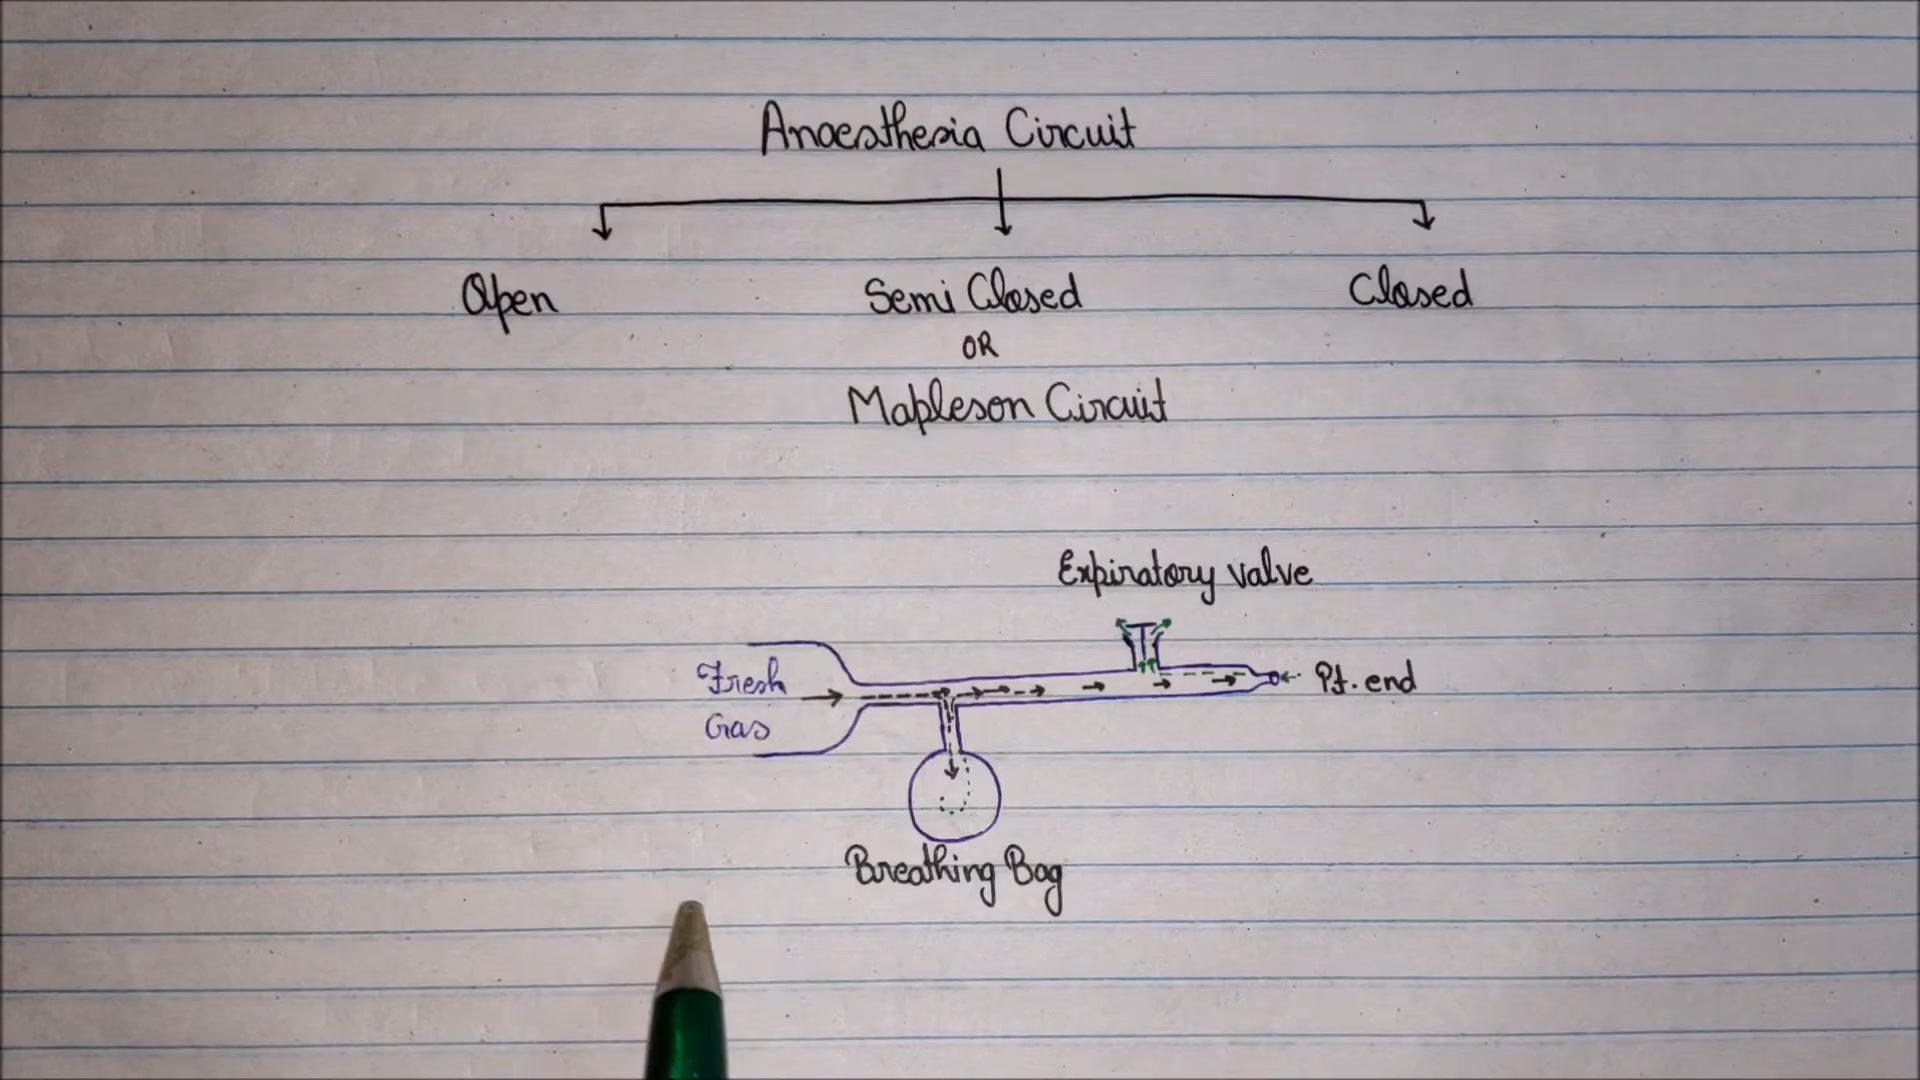 Anaesthesia Circuit
Open
Semi Closed
Closed
OR
Mapleson Circuit
Expiratory valve
Fresh
Gas
Pt. end
Breathing Bag